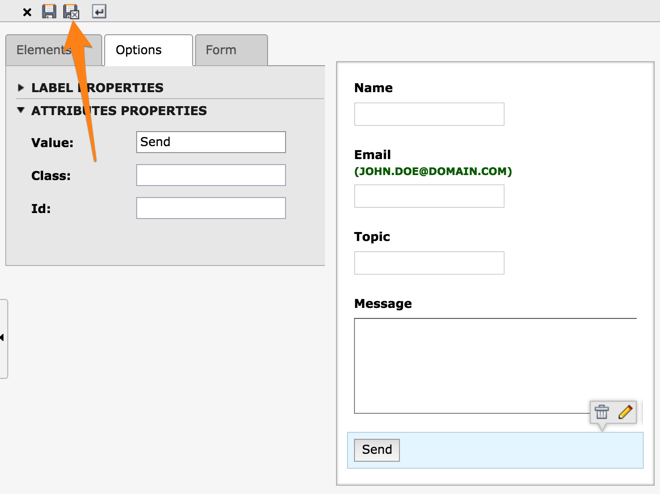 Elements
Options
Form
LABEL PROPERTIES
ATTRIBUTES PROPERTIES
Value:
Send
Class:
Id:
Name
Email
(JOHN.DOE@DOMAIN.COM)
Topic
Message
Send